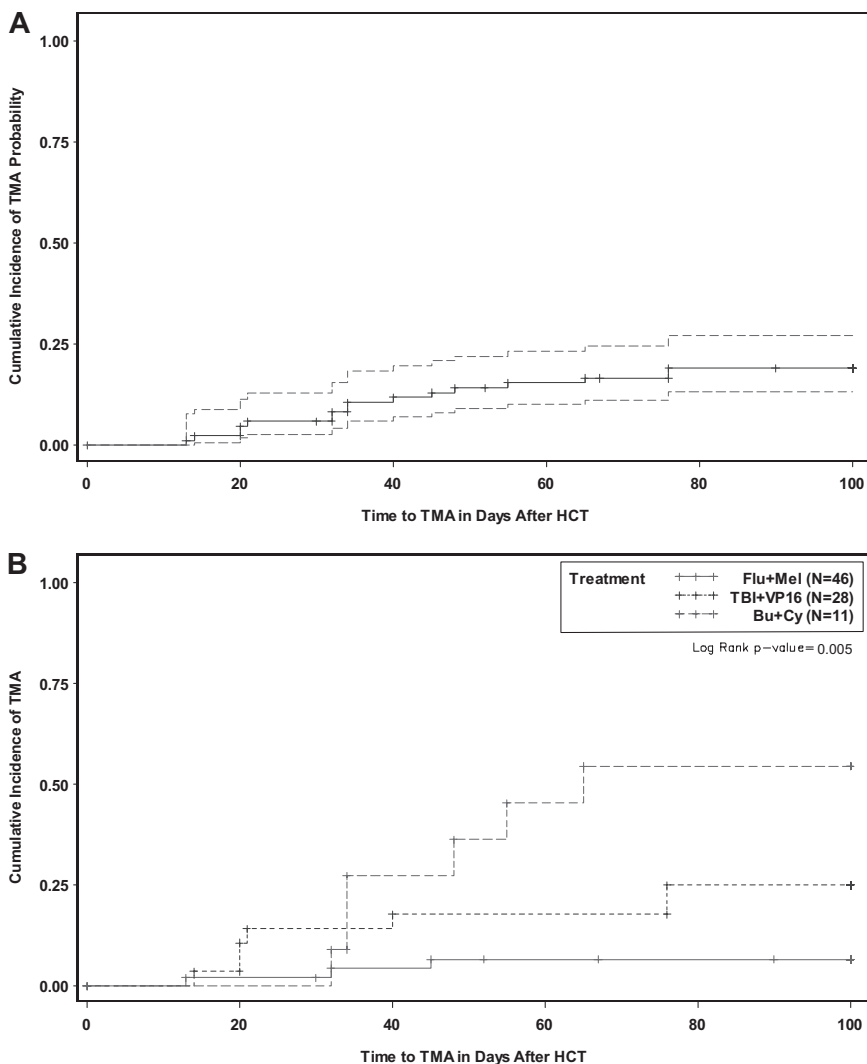 A
1.00
0.75
0.50
0.25
0.00
Cumulative Incidence of TMA Probability
0 20 40 60 80 100
Time to TMA in Days After HCT
B
1.00
0.75
0.50
0.25
0.00
Cumulative Incidence of TMA
Treatment Flu+Mel (N=46)
TBI+VP16 (N=28)
Bu+Cy (N=11)
Log Rank p-value=0.005
0 20 40 60 80 100
Time to TMA in Days After HCT